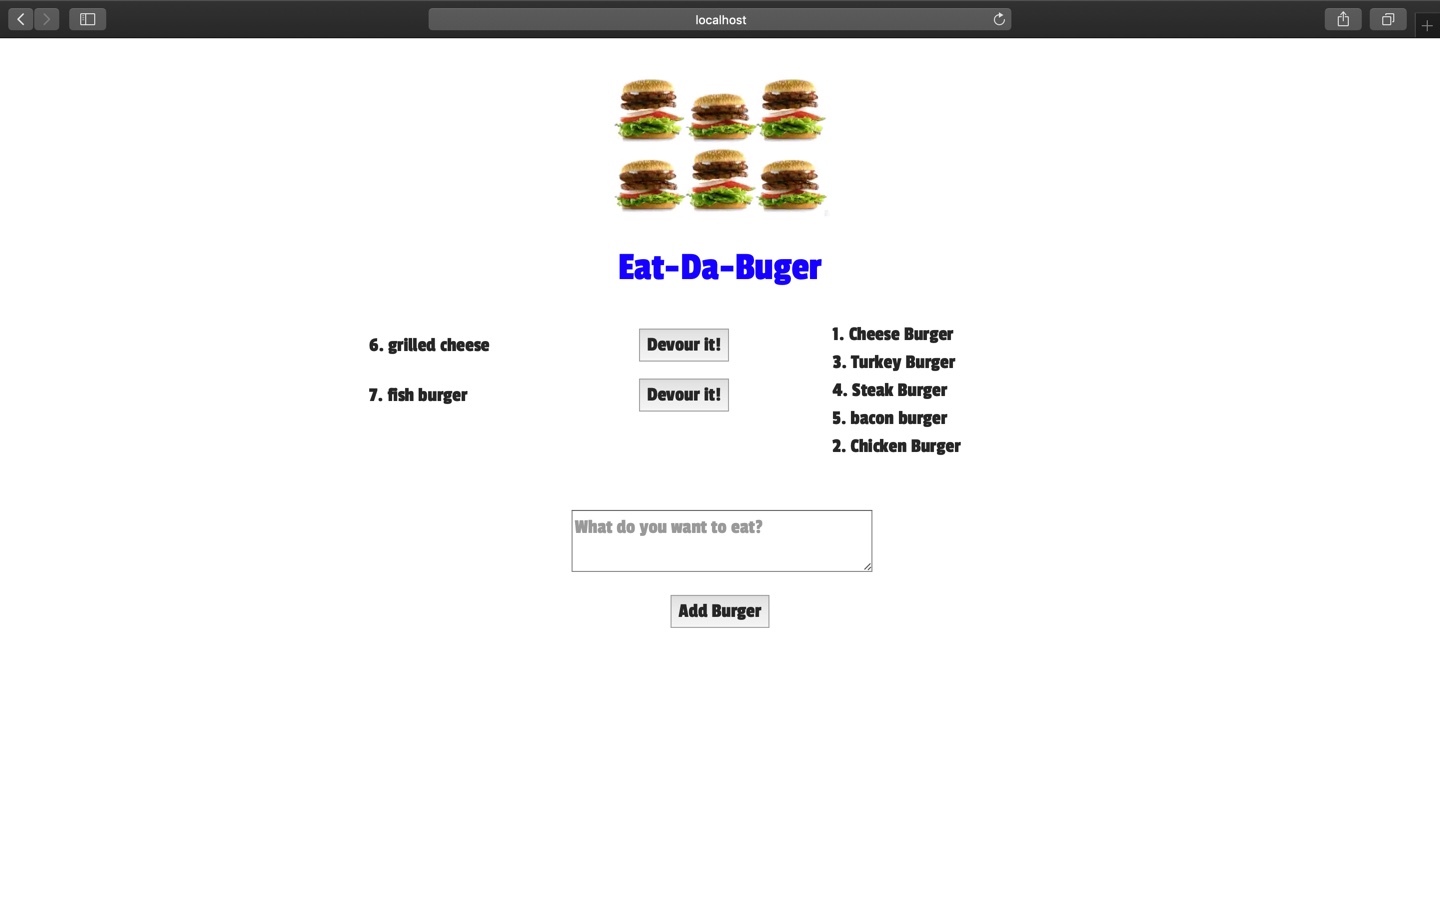 localhost
Eat-Da-Buger
6. grilled cheese
Devour it!
7. fish burger
Devour it!
1. Cheese Burger
3. Turkey Burger
4. Steak Burger
5. bacon burger
2. Chicken Burger
What do you want to eat?
Add Burger